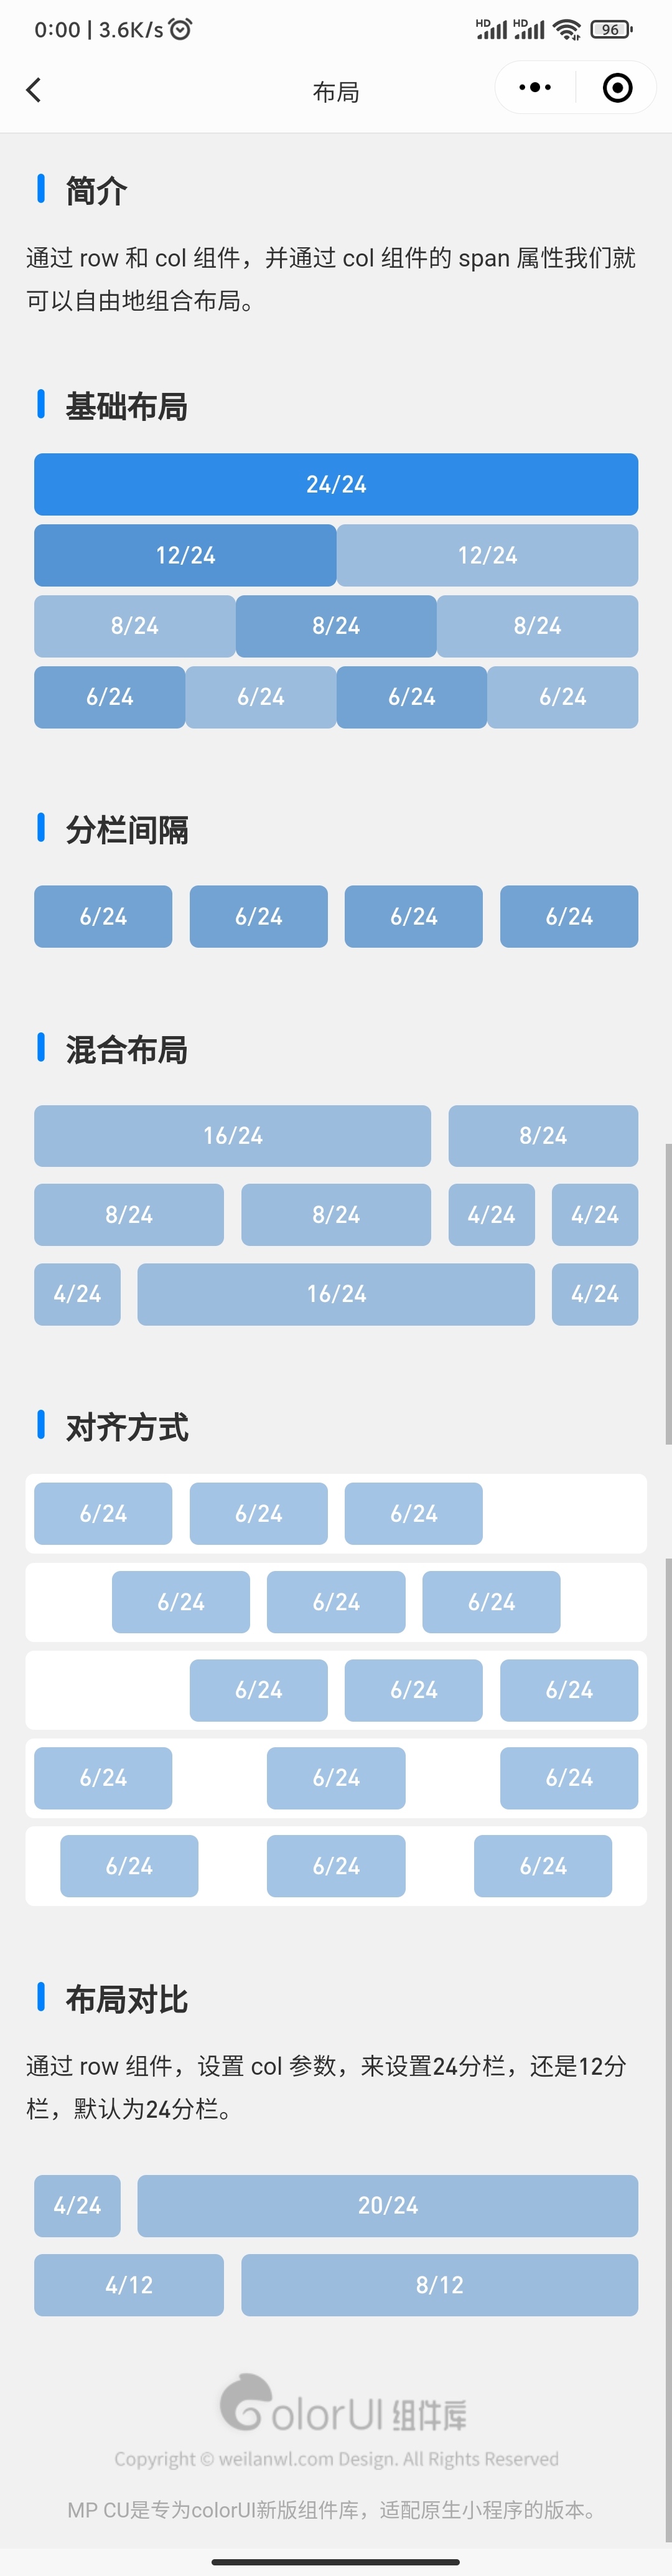 0:00 | 3.6K/s
HD HD 96
布局
简介
通过 row 和 col 组件，并通过 col 组件的 span 属性我们就
可以自由地组合布局。
基础布局
24/24
12/24 12/24
8/24 8/24 8/24
6/24 6/24 6/24 6/24
分栏间隔
6/24 6/24 6/24 6/24
混合布局
16/24 8/24
8/24 8/24 4/24 4/24
4/24 16/24 4/24
对齐方式
6/24 6/24 6/24
6/24 6/24 6/24
6/24 6/24 6/24
6/24 6/24 6/24
6/24 6/24 6/24
布局对比
通过 row 组件，设置 col 参数，来设置24分栏，还是12分
栏，默认为24分栏。
4/24 20/24
4/12 8/12
ColorUI 组件库
Copyright © weilanwl.com Design. All Rights Reserved
MP CU是专为colorUI新版组件库，适配原生小程序的版本。